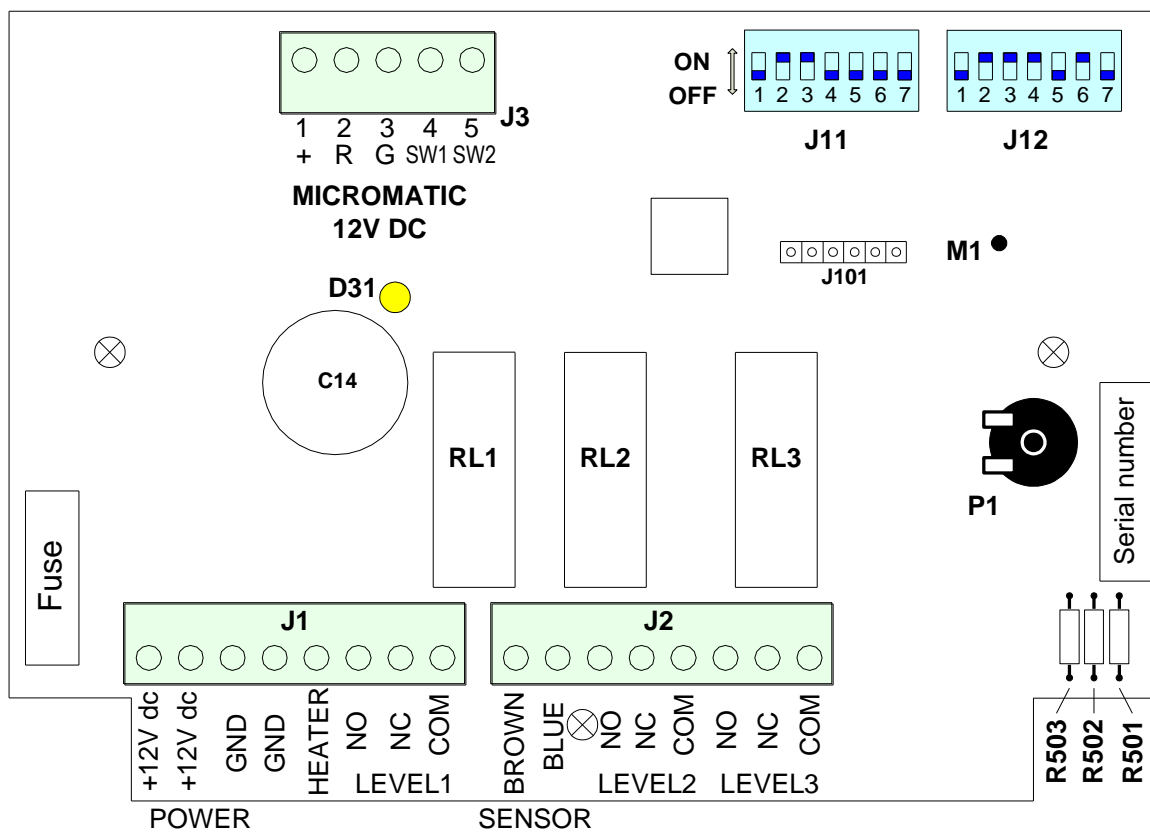 J3
1 2 3 4 5
+ R G SW1 SW2
MICROMATIC
12V DC
ON
OFF
1 2 3 4 5 6 7
J11
1 2 3 4 5 6 7
J12
J101
M1
D31
C14
RL1
RL2
RL3
P1
Serial number
Fuse
J1
J2
+12V dc
+12V dc
GND
GND
HEATER
NO
NC
COM
LEVEL1
POWER
BROWN
BLUE
NO
NC
COM
NO
NC
COM
LEVEL2
LEVEL3
SENSOR
R503
R502
R501